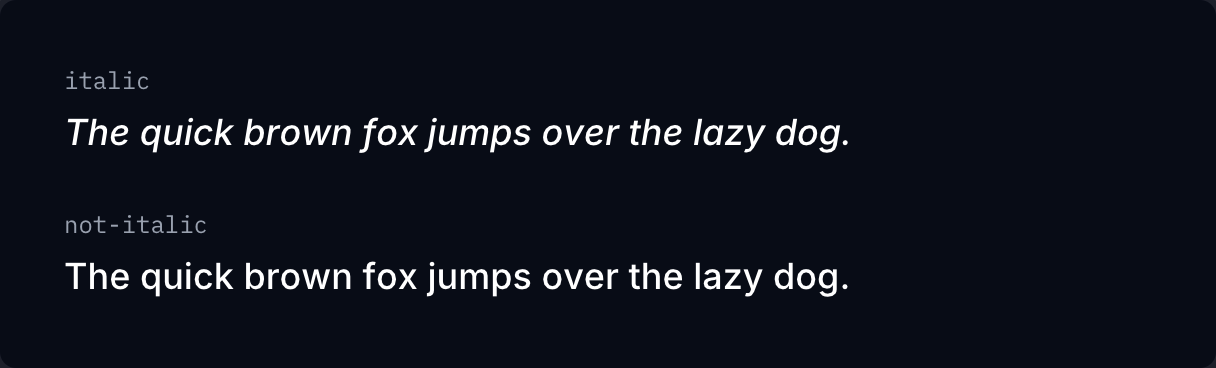 italic
The quick brown fox jumps over the lazy dog.
not-italic
The quick brown fox jumps over the lazy dog.